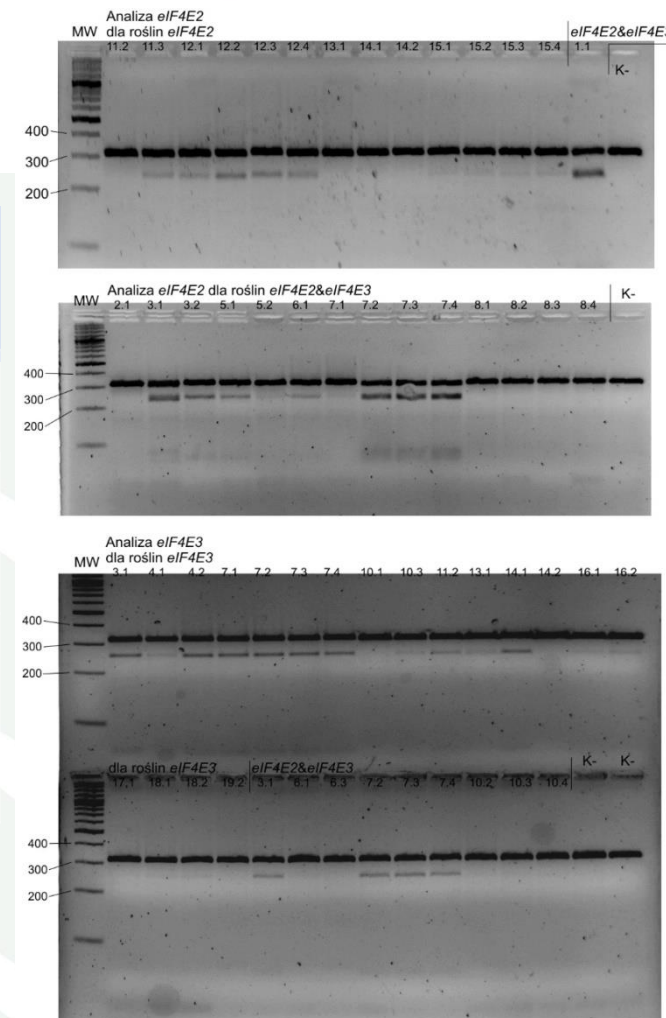 Analiza eIF4E2
MW dla roślin eIF4E2 eIF4E2&eIF4E3
11.2 11.3 12.1 12.2 12.3 12.4 13.1 14.1 14.2 15.1 15.2 15.3 15.4 1.1 K-
400
300
200
MW Analiza eIF4E2 dla roślin eIF4E2&eIF4E3 K-
2.1 3.1 3.2 5.1 5.2 6.1 7.1 7.2 7.3 7.4 8.1 8.2 8.3 8.4
400
300
200
Analiza eIF4E3
MW dla roślin eIF4E3
3.1 4.1 4.2 7.1 7.2 7.3 7.4 10.1 10.3 11.2 13.1 14.1 14.2 16.1 16.2
400
300
200
dla roślin eIF4E3 eIF4E2&eIF4E3 K- K-
17.1 18.1 18.2 19.2 3.1 6.1 6.3 7.2 7.3 7.4 10.2 10.3 10.4
400
300
200